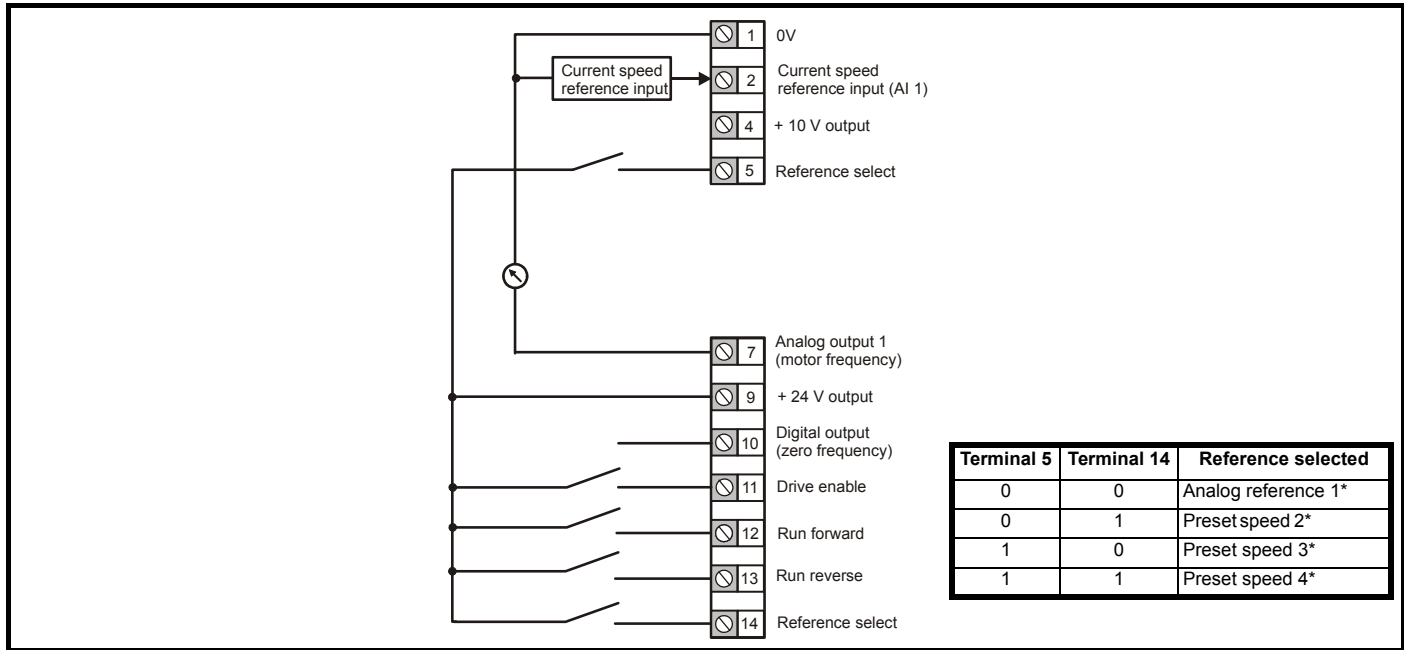 1 0V
Current speed
reference input
2 Current speed
reference input (AI 1)
4 + 10 V output
5 Reference select
7 Analog output 1
(motor frequency)
9 + 24 V output
10 Digital output
(zero frequency)
11 Drive enable
12 Run forward
13 Run reverse
14 Reference select
Terminal 5 Terminal 14 Reference selected
0 0 Analog reference 1*
0 1 Preset speed 2*
1 0 Preset speed 3*
1 1 Preset speed 4*